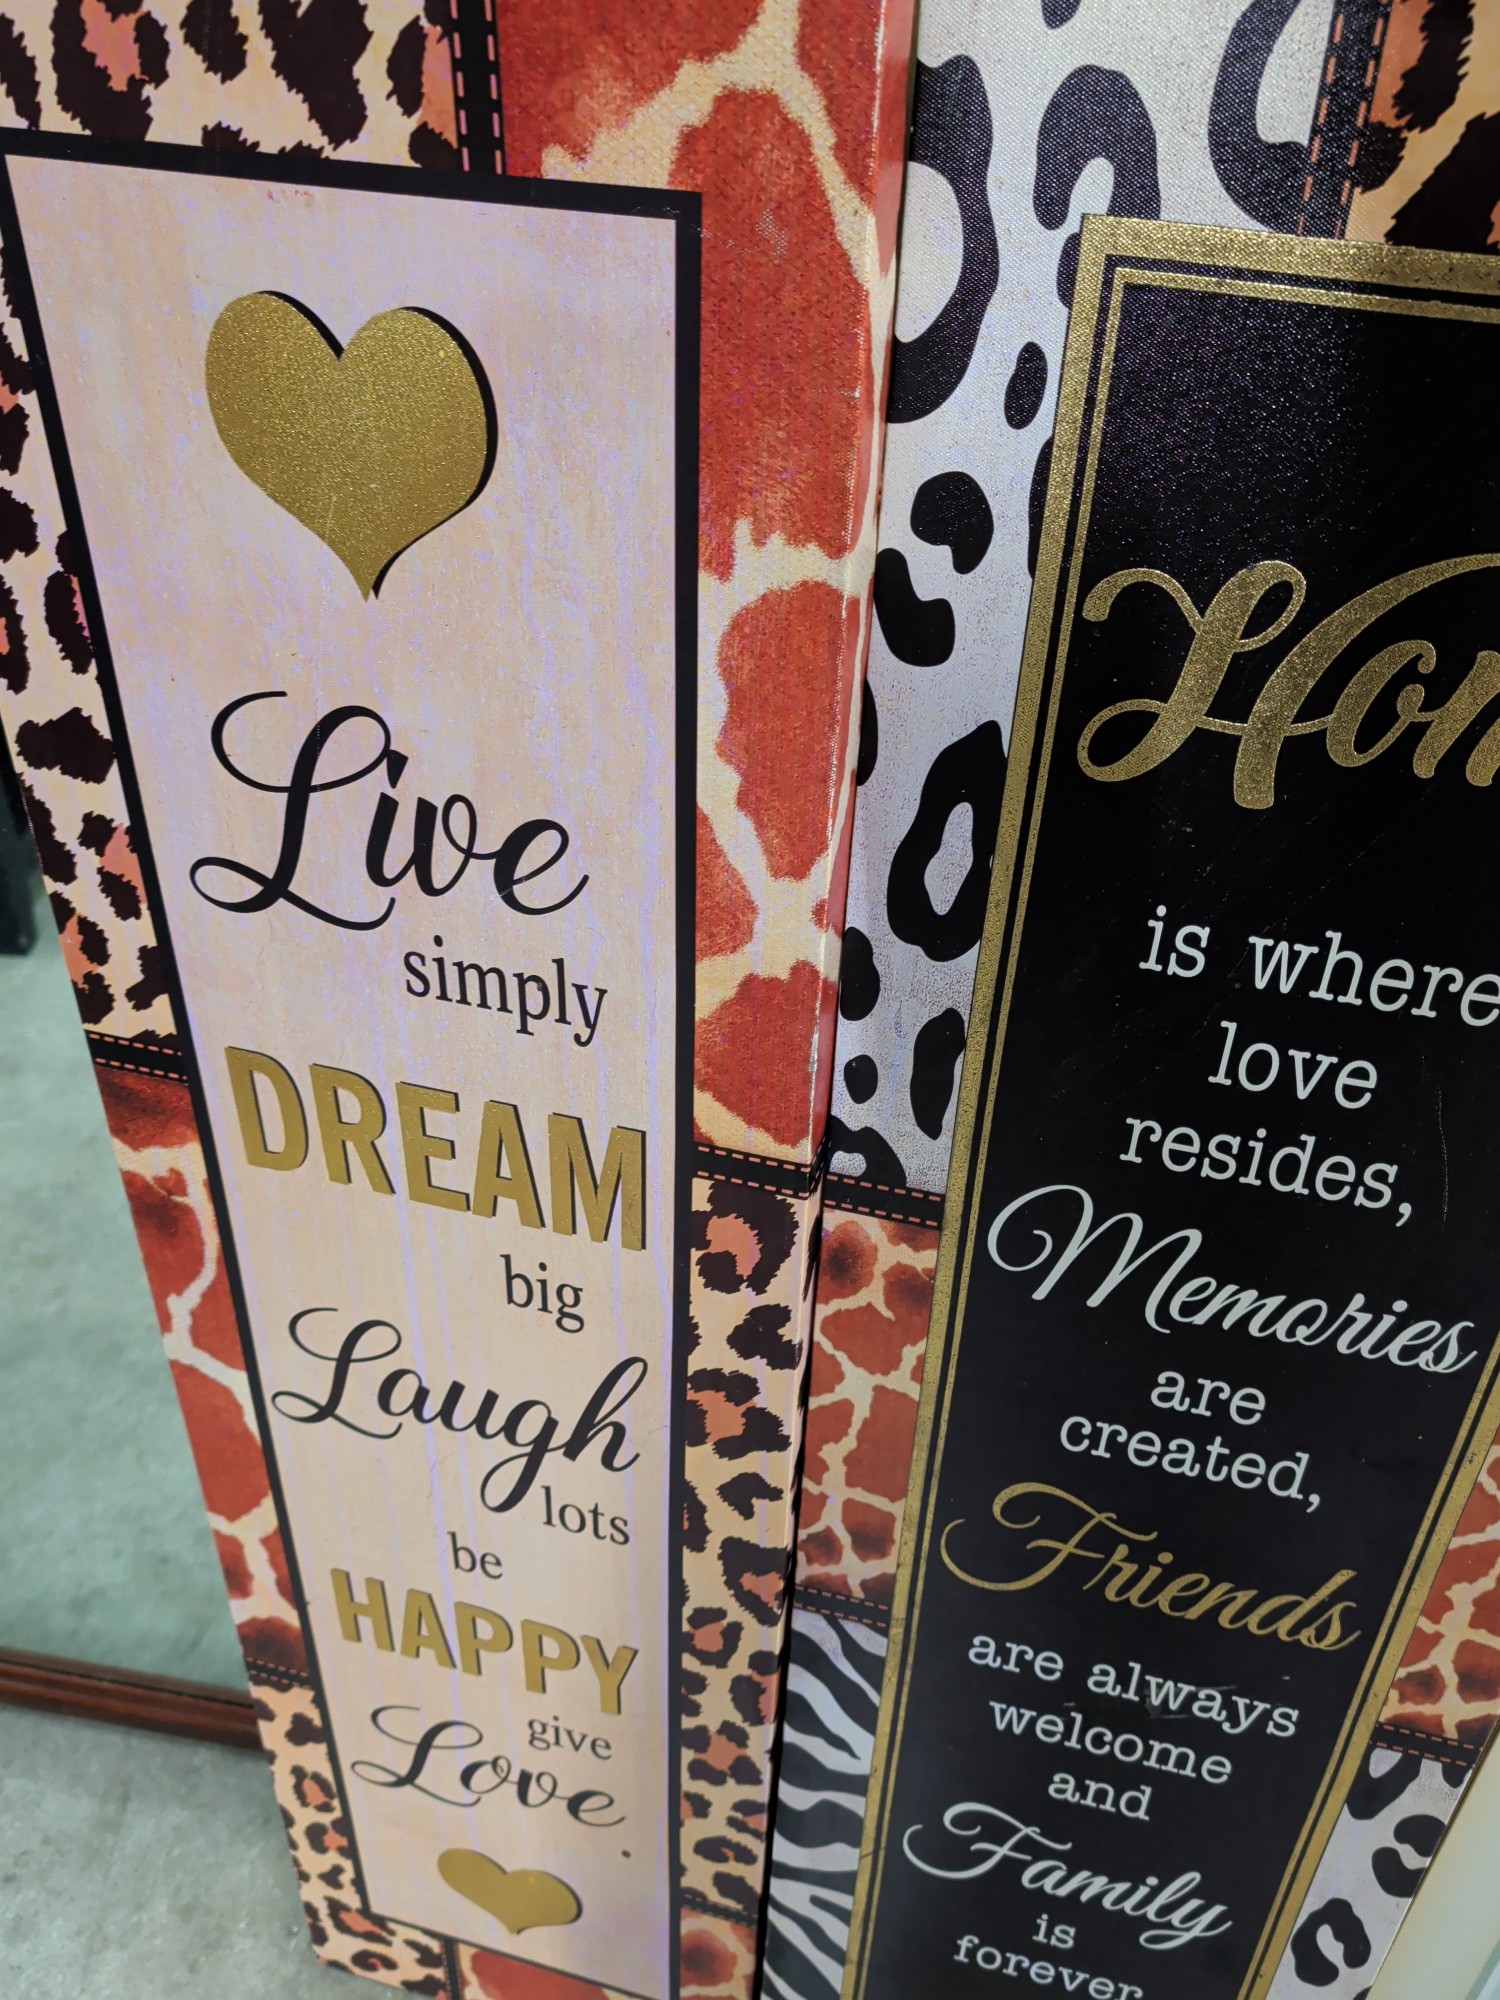 Live
simply
DREAM
big
Laugh
lots
be
HAPPY
give
Love.
is where
love
resides,
Memories
are
created,
Friends
are always
welcome
and
Family
is
forever